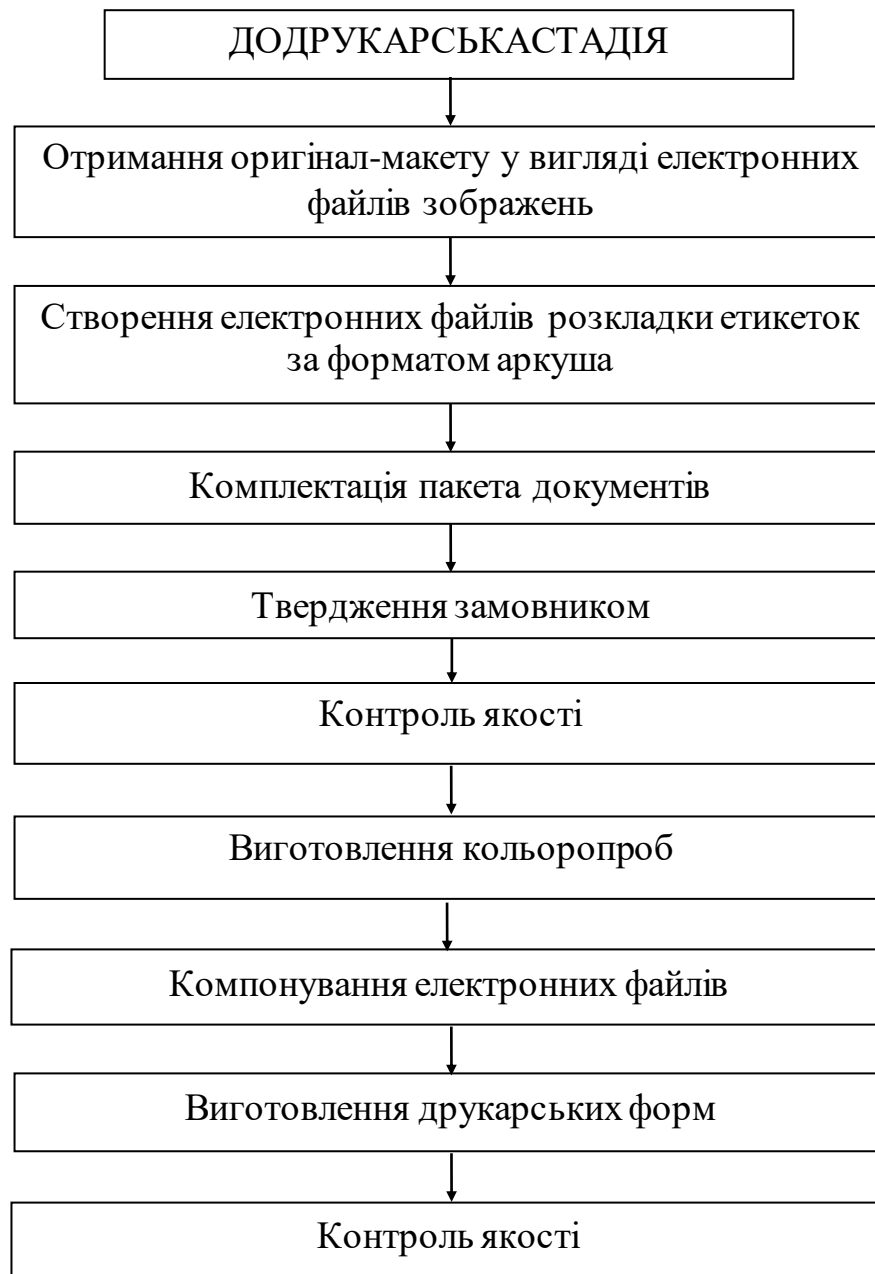 ДОДРУКАРСЬКАСТАДІЯ
Отримання оригінал-макету у вигляді електронних
файлів зображень
Створення електронних файлів розкладки етикеток
за форматом аркуша
Комплектація пакета документів
Твердження замовником
Контроль якості
Виготовлення кольоропроб
Компонування електронних файлів
Виготовлення друкарських форм
Контроль якості